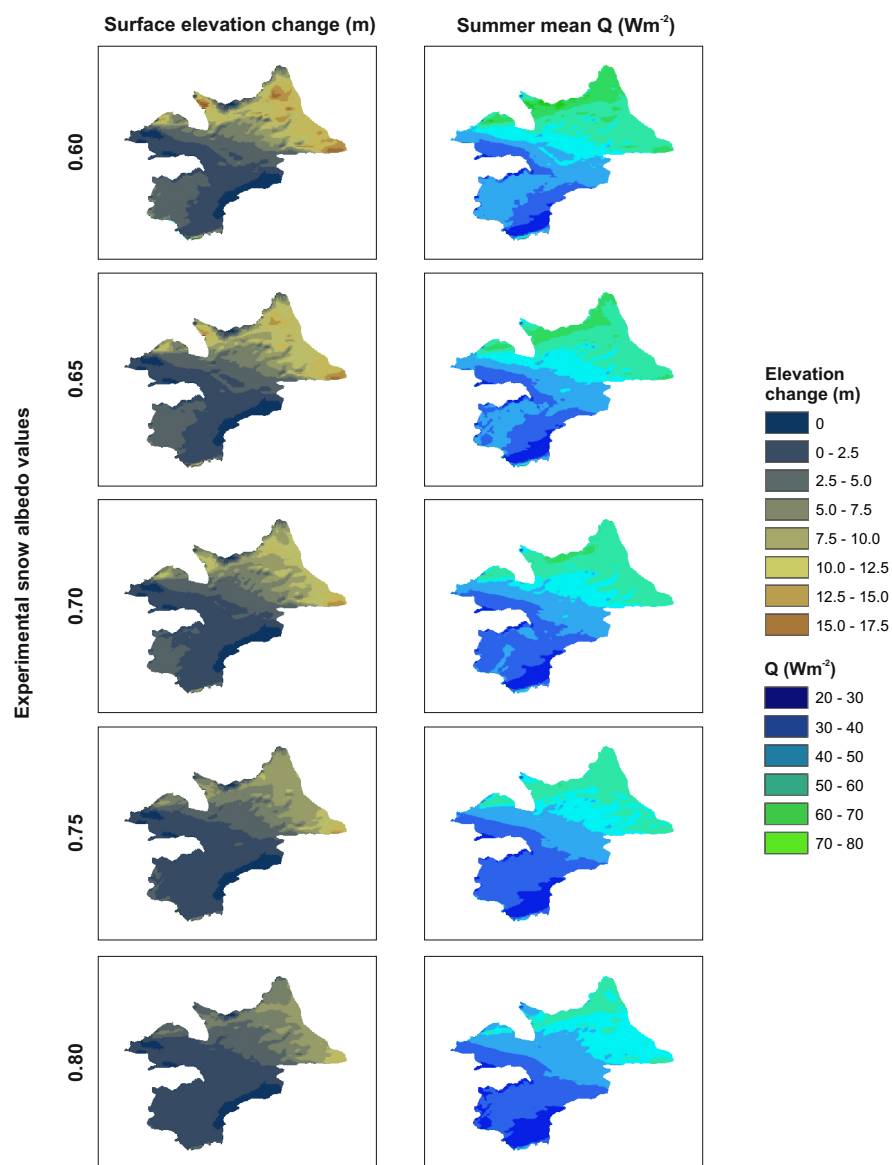 Surface elevation change (m)
Summer mean Q (Wm⁻²)
Experimental snow albedo values
0.60
0.65
0.70
0.75
0.80
Elevation
change (m)
0
0 - 2.5
2.5 - 5.0
5.0 - 7.5
7.5 - 10.0
10.0 - 12.5
12.5 - 15.0
15.0 - 17.5
Q (Wm⁻²)
20 - 30
30 - 40
40 - 50
50 - 60
60 - 70
70 - 80